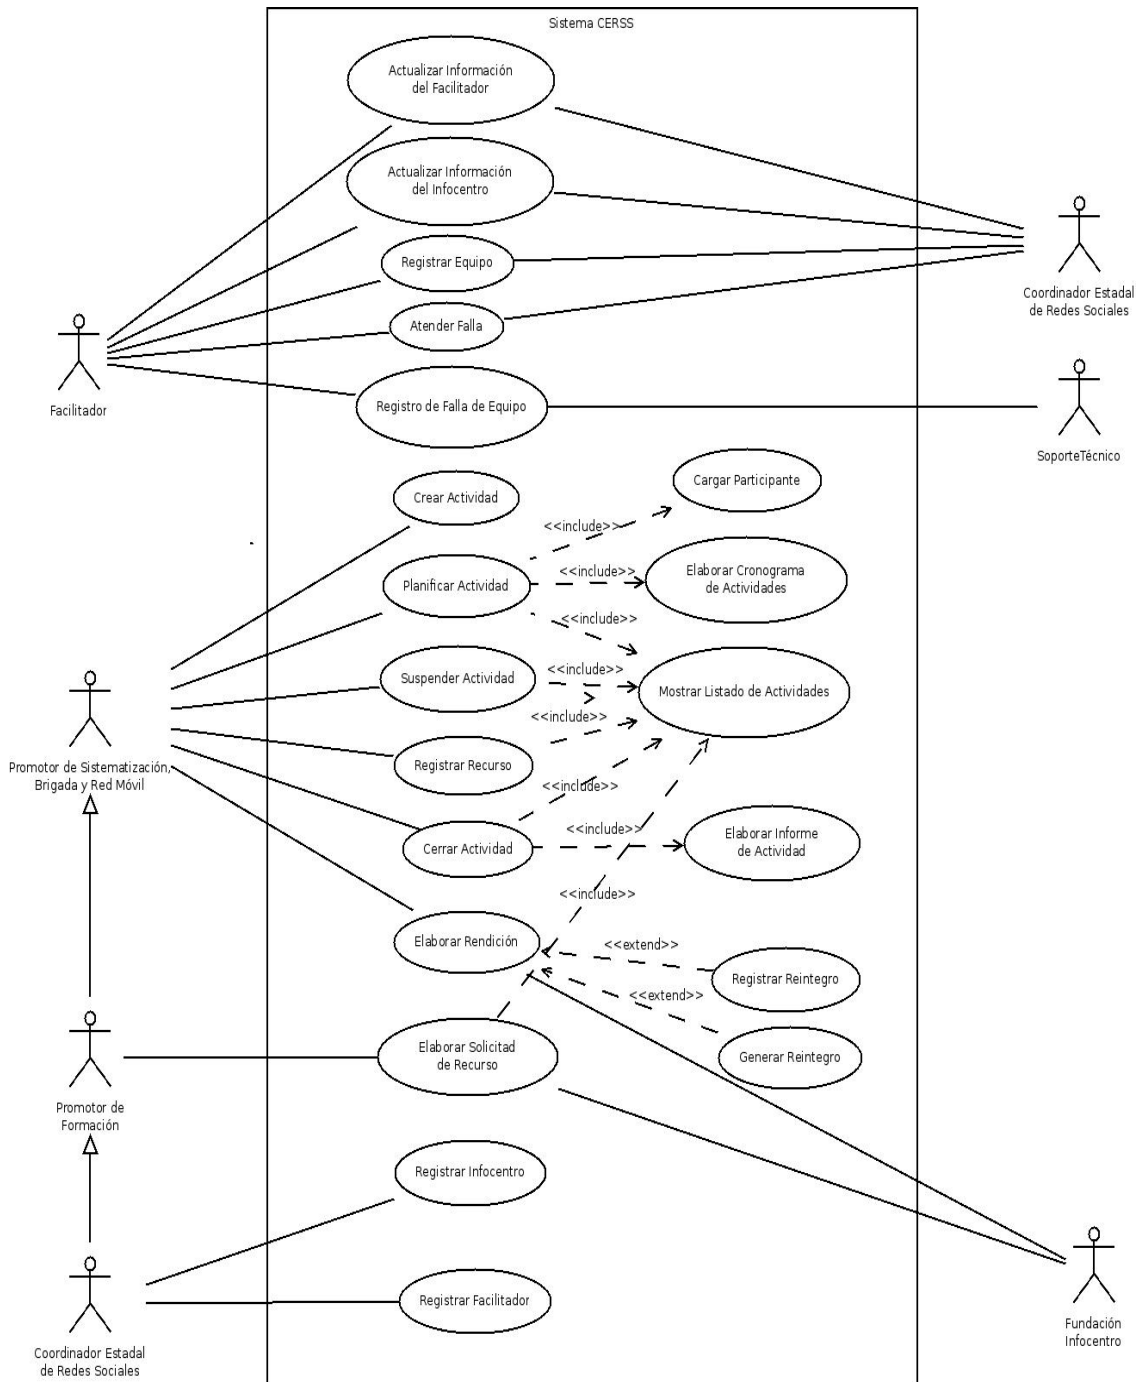 Sistema CERSS
Actualizar Información
del Facilitador
Actualizar Información
del Infocentro
Registrar Equipo
Coordinador Estadal
de Redes Sociales
Atender Falla
Facilitador
Registro de Falla de Equipo
SoporteTécnico
Crear Actividad
Cargar Participante
<<include>>
Planificar Actividad
<<include>>
Elaborar Cronograma
de Actividades
<<include>>
Suspender Actividad
<<include>>
Mostrar Listado de Actividades
<<include>>
Promotor de Sistematización,
Brigada y Red Móvil
Registrar Recurso
<<include>>
Cerrar Actividad
<<include>>
Elaborar Informe
de Actividad
<<include>>
Elaborar Rendición
<<extend>>
Registrar Reintegro
<<extend>>
Elaborar Solicitad
de Recurso
Generar Reintegro
Promotor de
Formación
Registrar Infocentro
Registrar Facilitador
Coordinador Estadal
de Redes Sociales
Fundación
Infocentro